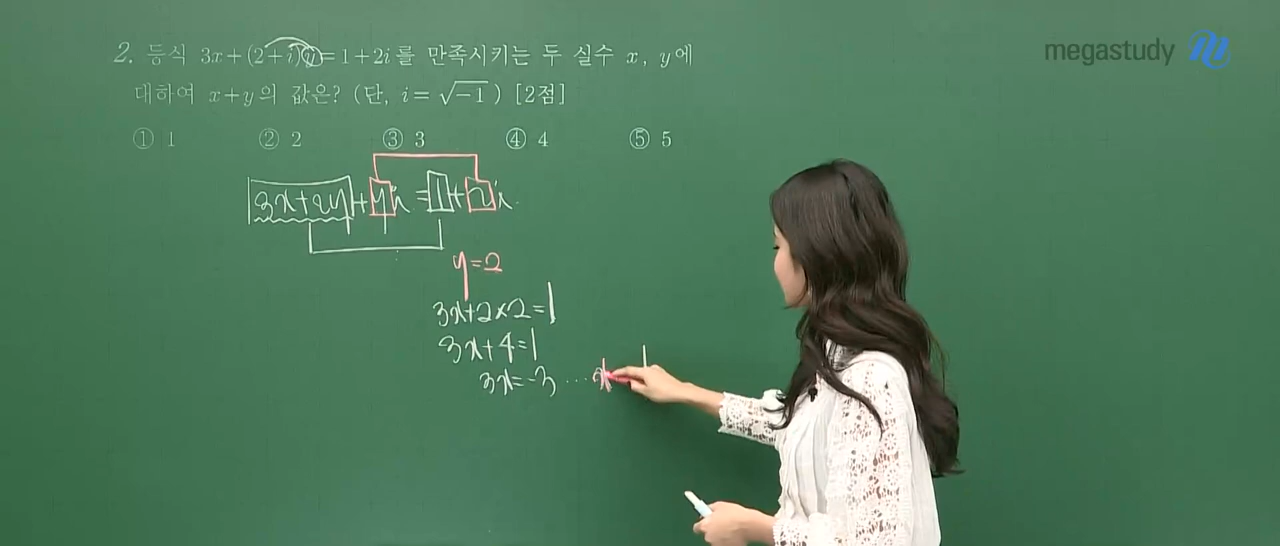 megastudy
2. 등식 3x+(2+i)y=1+2i를 만족시키는 두 실수 x, y에
대하여 x+y의 값은? (단, i=√-1) [2점]
① 1 ② 2 ③ 3 ④ 4 ⑤ 5
3x+2y+yi=1+2i
y=2
3x+2×2=1
3x+4=1
3x=-3 ∴ x